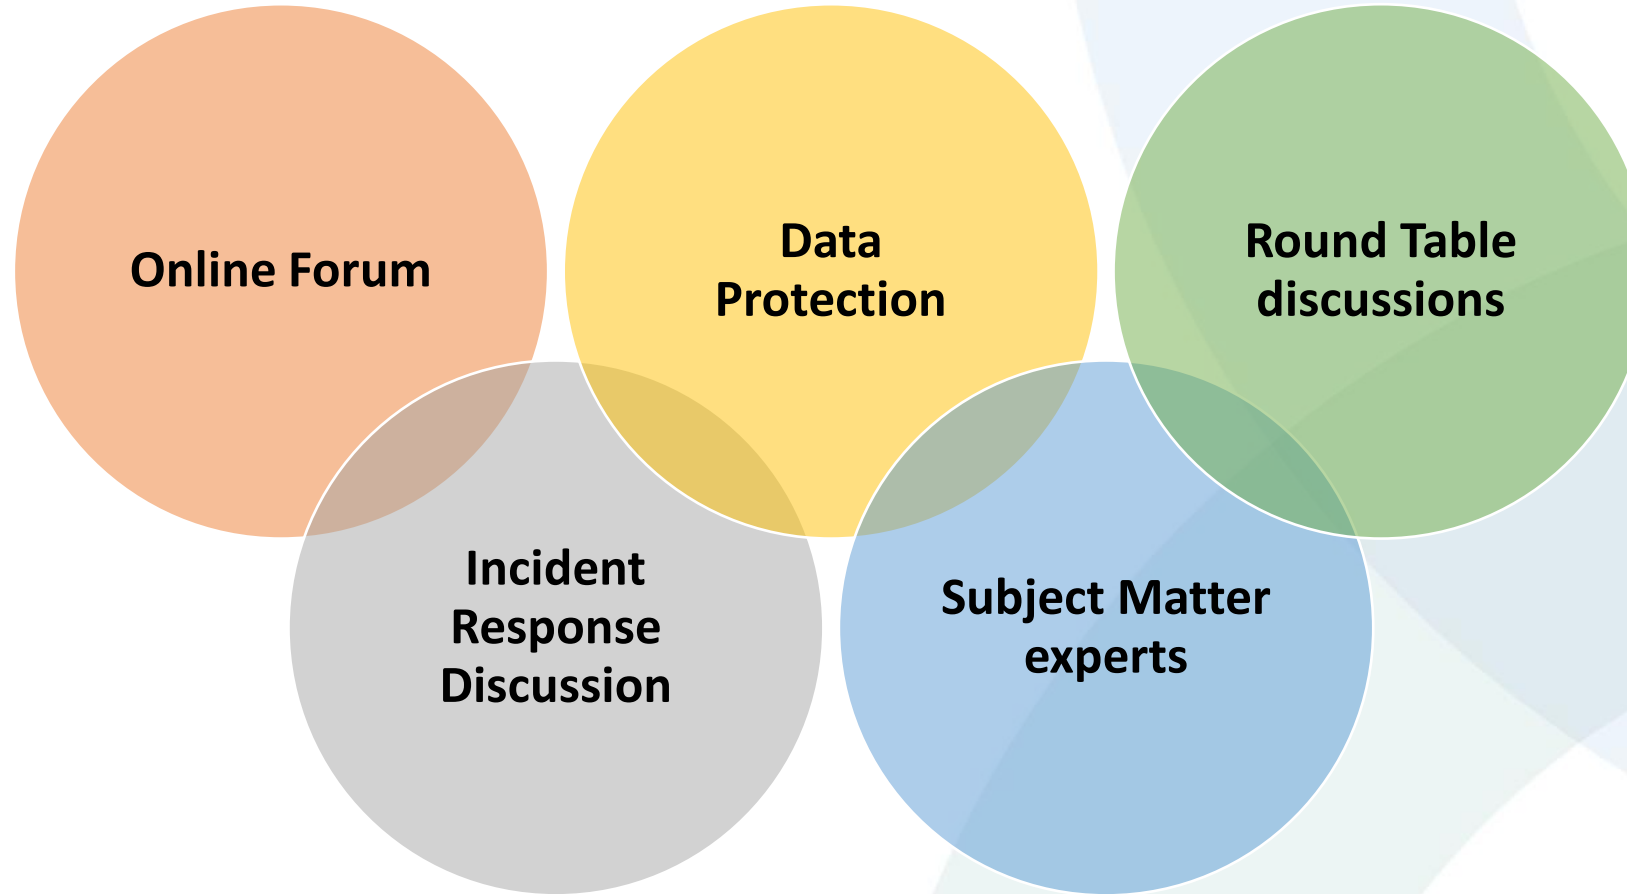 Online Forum
Data
Protection
Round Table
discussions
Incident
Response
Discussion
Subject Matter
experts